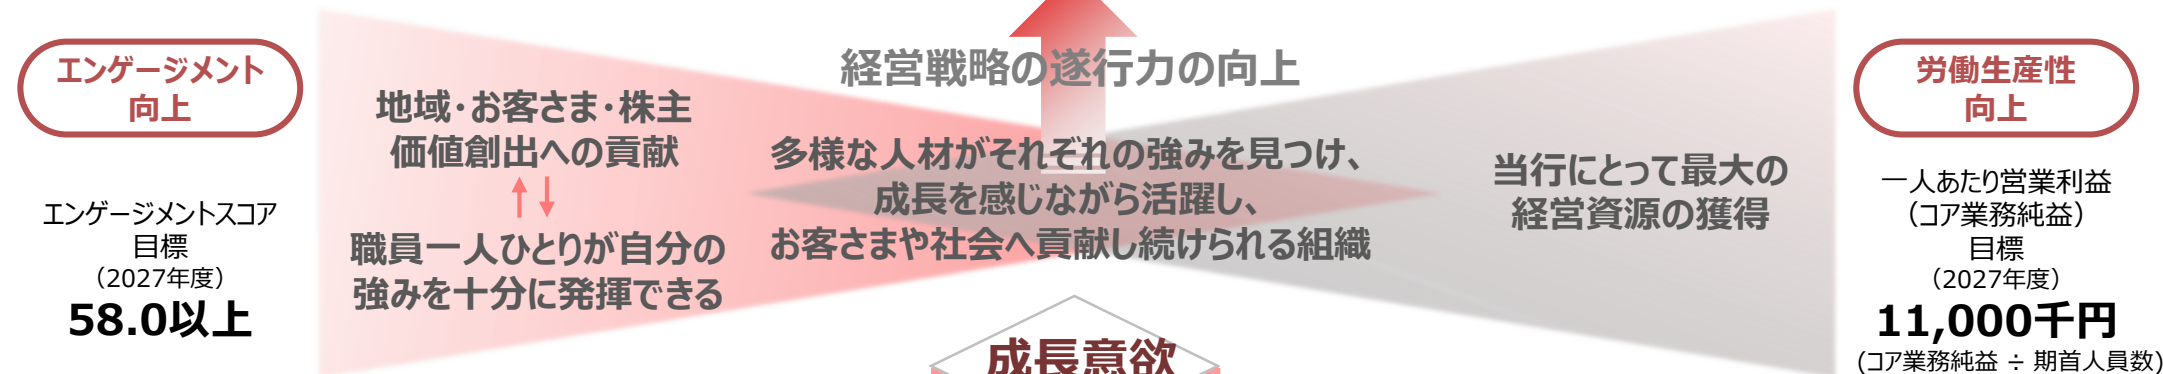 エンゲージメント
向上
エンゲージメントスコア
目標
（2027年度）
58.0以上
地域・お客さま・株主
価値創出への貢献
職員一人ひとりが自分の
強みを十分に発揮できる
経営戦略の遂行力の向上
多様な人材がそれぞれの強みを見つけ、
成長を感じながら活躍し、
お客さまや社会へ貢献し続けられる組織
成長意欲
当行にとって最大の
経営資源の獲得
労働生産性
向上
一人あたり営業利益
（コア業務純益）
目標
（2027年度）
11,000千円
(コア業務純益 ÷ 期首人員数)